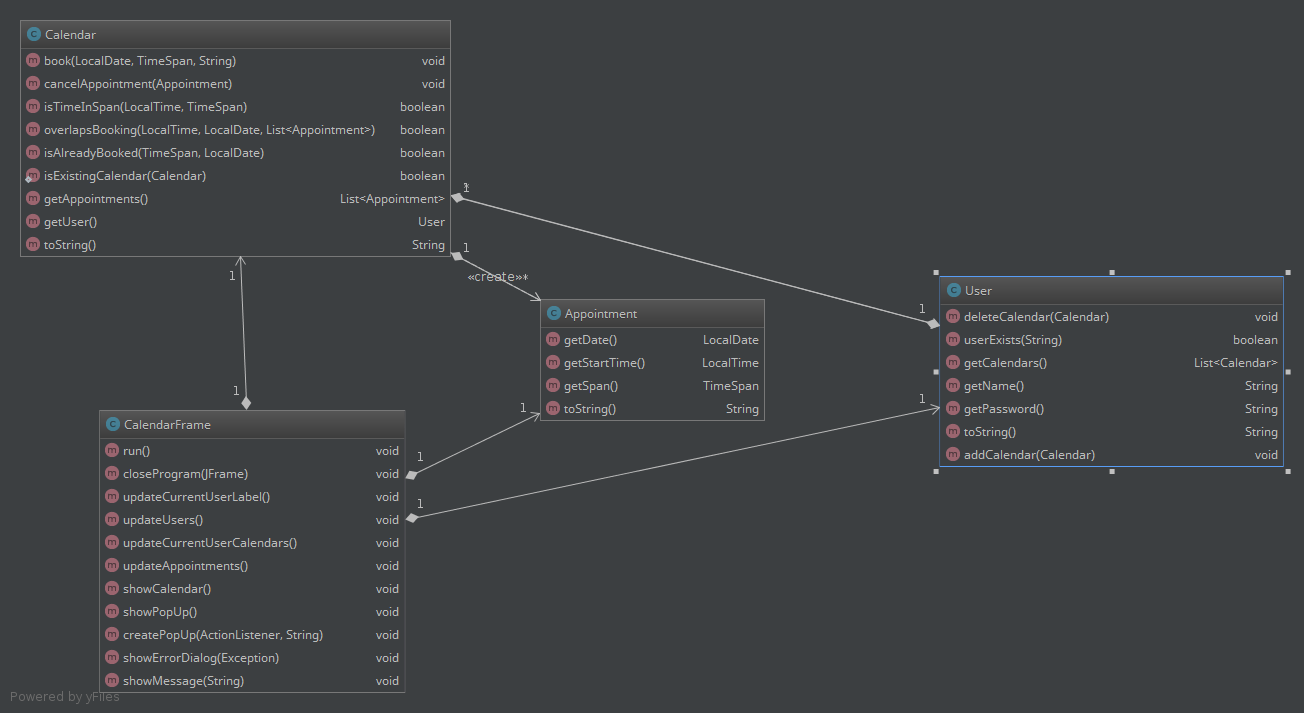 Calendar
book(LocalDate, TimeSpan, String) void
cancelAppointment(Appointment) void
isTimeInSpan(LocalTime, TimeSpan) boolean
overlapsBooking(LocalTime, LocalDate, List<Appointment>) boolean
isAlreadyBooked(TimeSpan, LocalDate) boolean
isExistingCalendar(Calendar) boolean
getAppointments() List<Appointment>
getUser() User
toString() String
1
«create»*
1
1
1
User
deleteCalendar(Calendar) void
userExists(String) boolean
getCalendars() List<Calendar>
getName() String
getPassword() String
toString() String
addCalendar(Calendar) void
1
Appointment
getDate() LocalDate
getStartTime() LocalTime
getSpan() TimeSpan
toString() String
1
1
1
CalendarFrame
run() void
closeProgram(JFrame) void
updateCurrentUserLabel() void
updateUsers() void
updateCurrentUserCalendars() void
updateAppointments() void
showCalendar() void
showPopUp() void
createPopUp(ActionListener, String) void
showErrorDialog(Exception) void
showMessage(String) void
Powered by yFiles